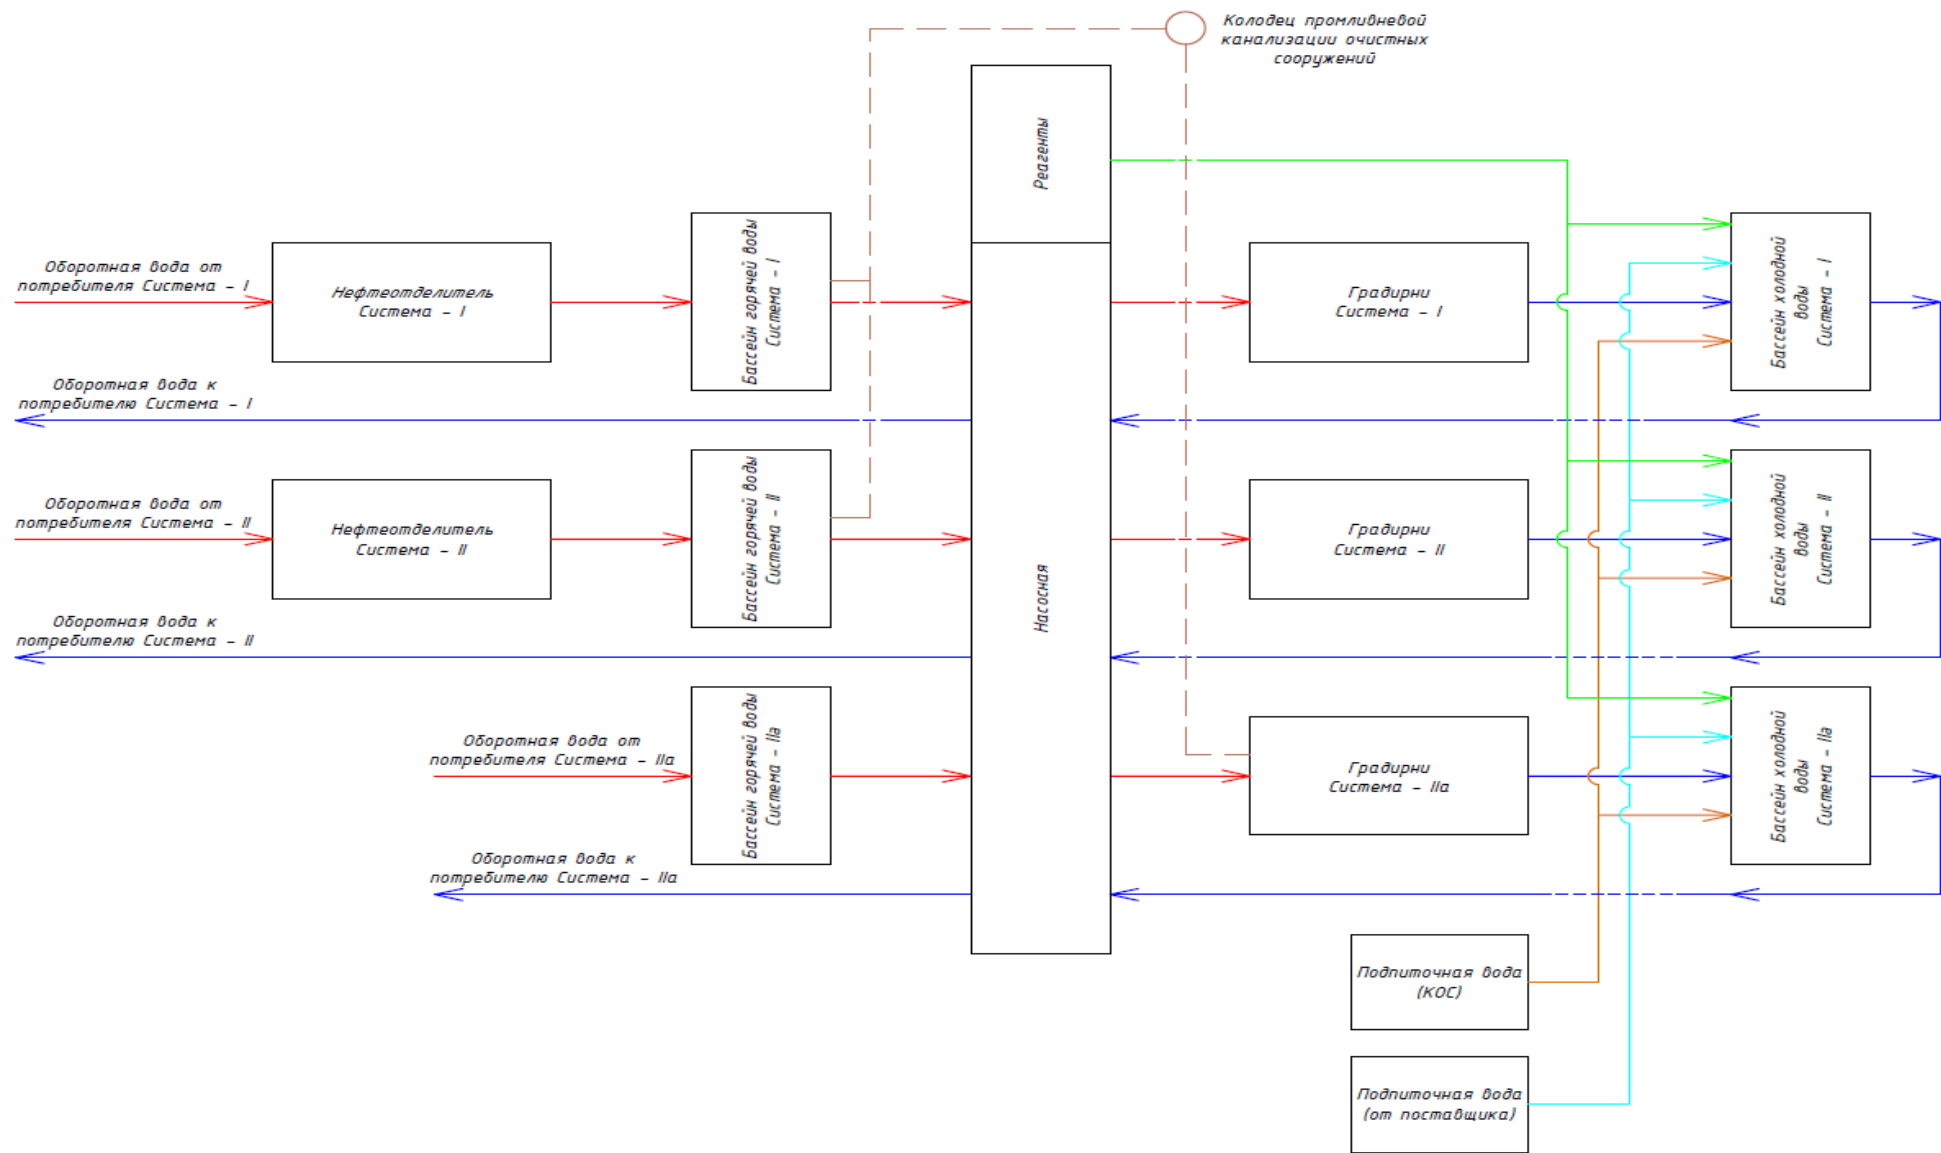 Колодец промливневой
канализации очистных
сооружений
Реагенты
Насосная
Оборотная вода от
потребителя Система - I
Нефтеотделитель
Система - I
Бассейн горячей воды
Система - I
Градирни
Система - I
Бассейн холодной
воды
Система - I
Оборотная вода к
потребителю Система - I
Оборотная вода от
потребителя Система - II
Нефтеотделитель
Система - II
Бассейн горячей воды
Система - II
Градирни
Система - II
Бассейн холодной
воды
Система - II
Оборотная вода к
потребителю Система - II
Оборотная вода от
потребителя Система - IIа
Бассейн горячей воды
Система - IIа
Градирни
Система - IIа
Бассейн холодной
воды
Система - IIа
Оборотная вода к
потребителю Система - IIа
Подпиточная вода
(КОС)
Подпиточная вода
(от поставщика)